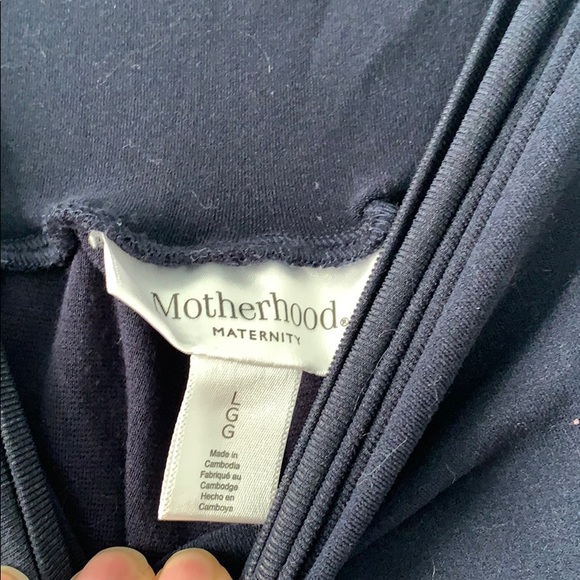 Motherhood®
MATERNITY
L
G
G
Made in
Cambodia
Fabriqué au
Cambodge
Hecho en
Camboya